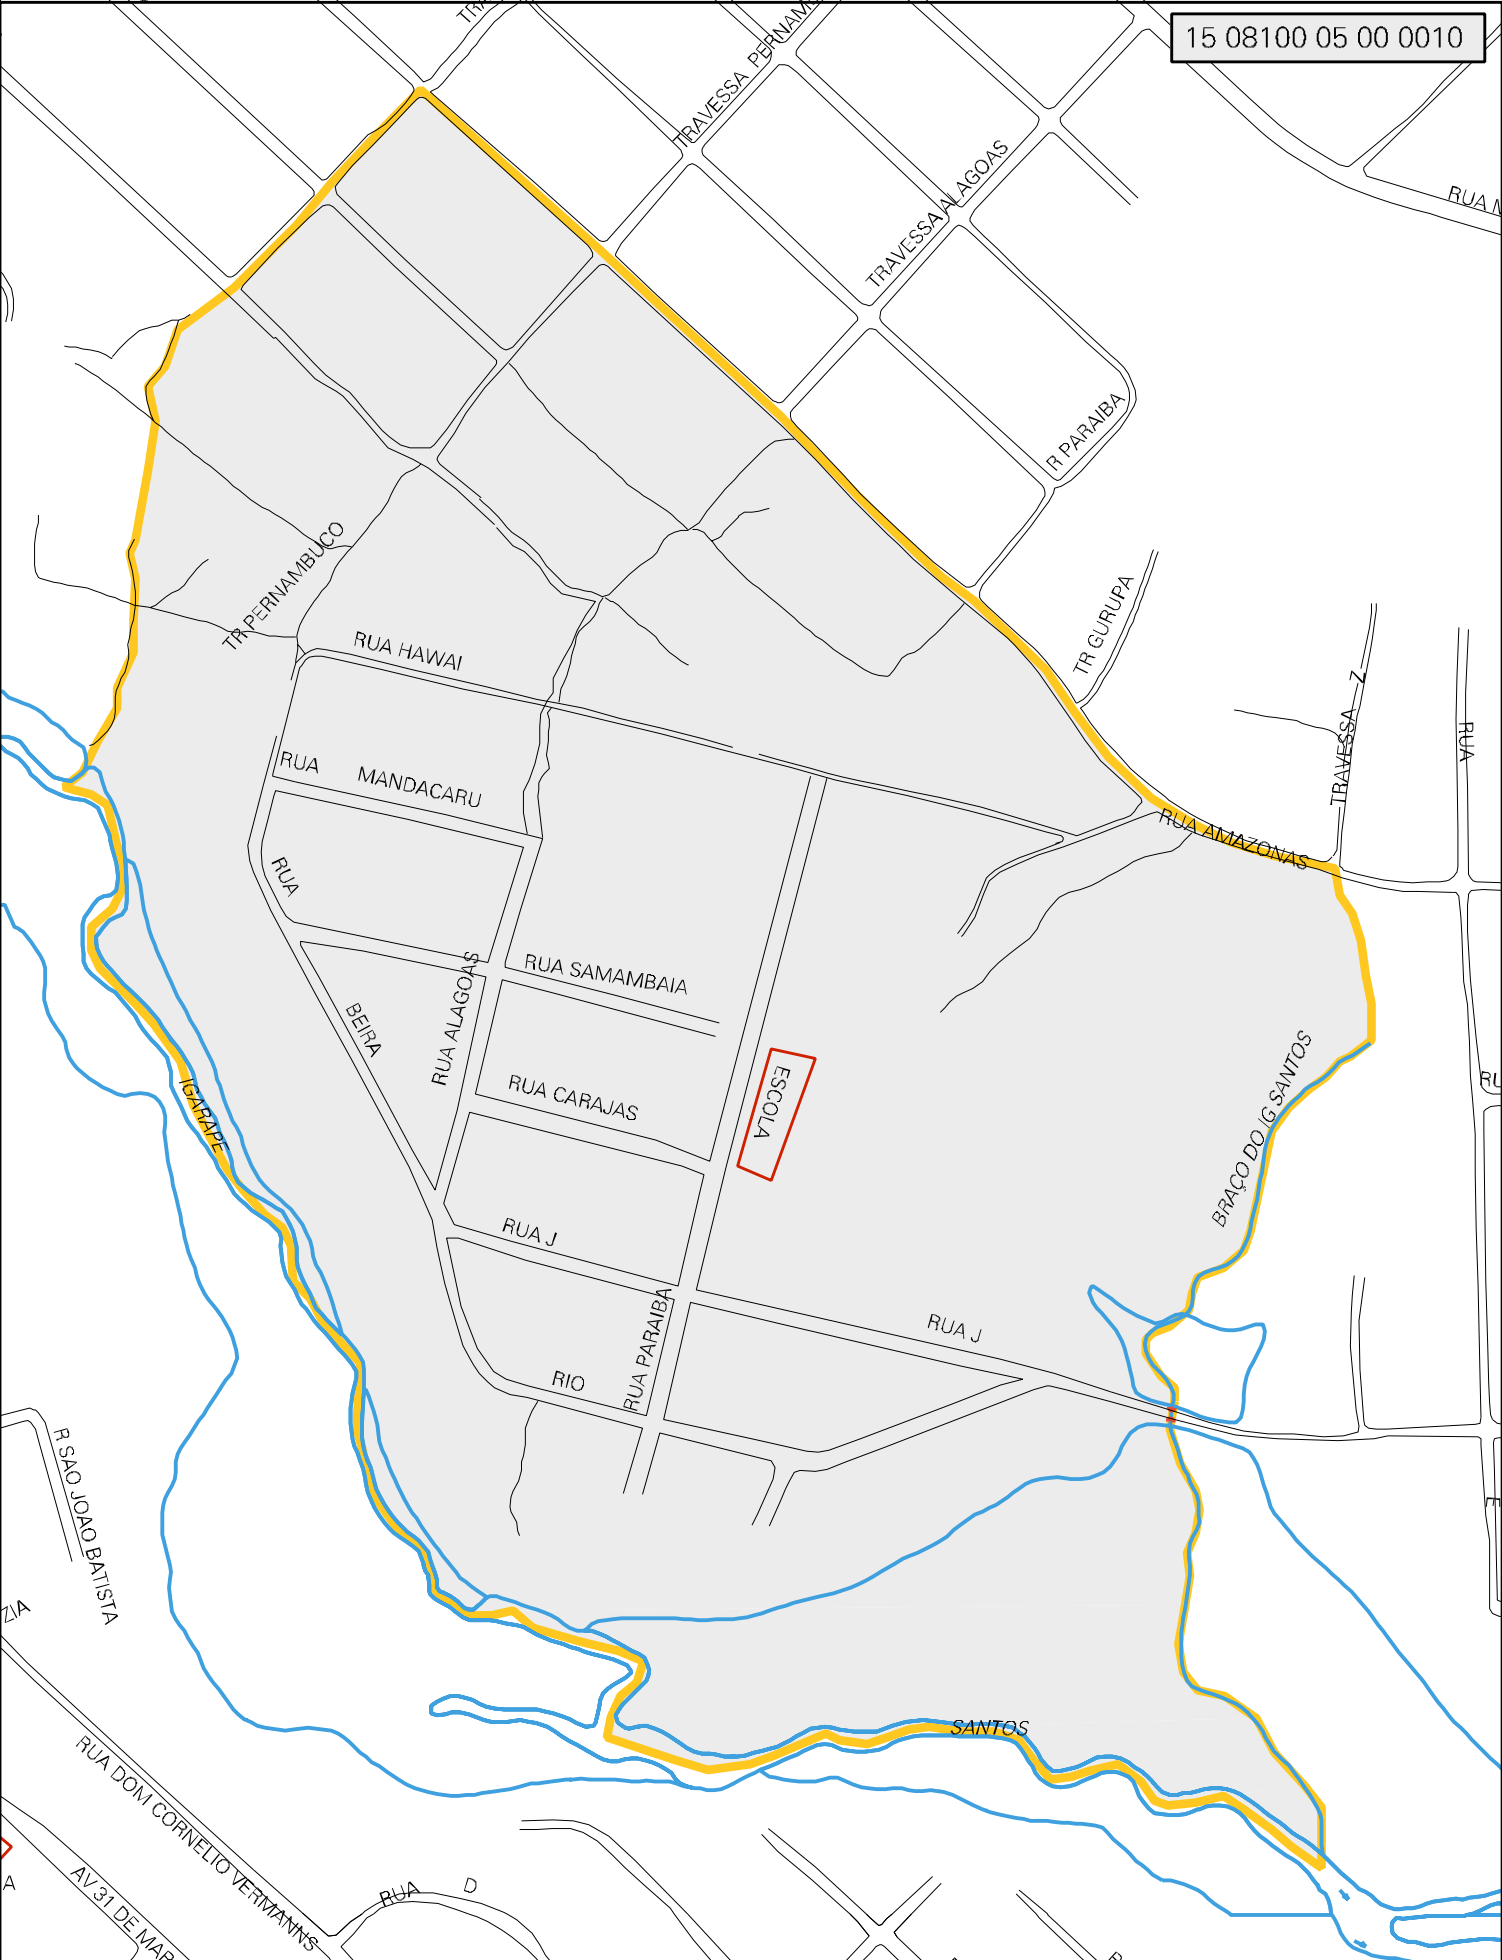 15 08100 05 00 0010
TRAVESSA PERNAM
TRAVESSA ALAGOAS
R PARAIBA
TR GURUPA
TRAVESSA Z
RUA
TR PERNAMBUCO
RUA HAWAI
RUA MANDACARU
RUA AMAZONAS
RUA
BEIRA
RIO
RUA ALAGOAS
RUA SAMAMBAIA
RUA CARAJAS
ESCOLA
IGARAPE
SANTOS
BRAÇO DO IG SANTOS
RUA J
RUA J
RUA PARAIBA
R SAO JOAO BATISTA
ZIA
RUA DOM CORNELIO VERMANNS
AV 31 DE MAR
RUA D
A